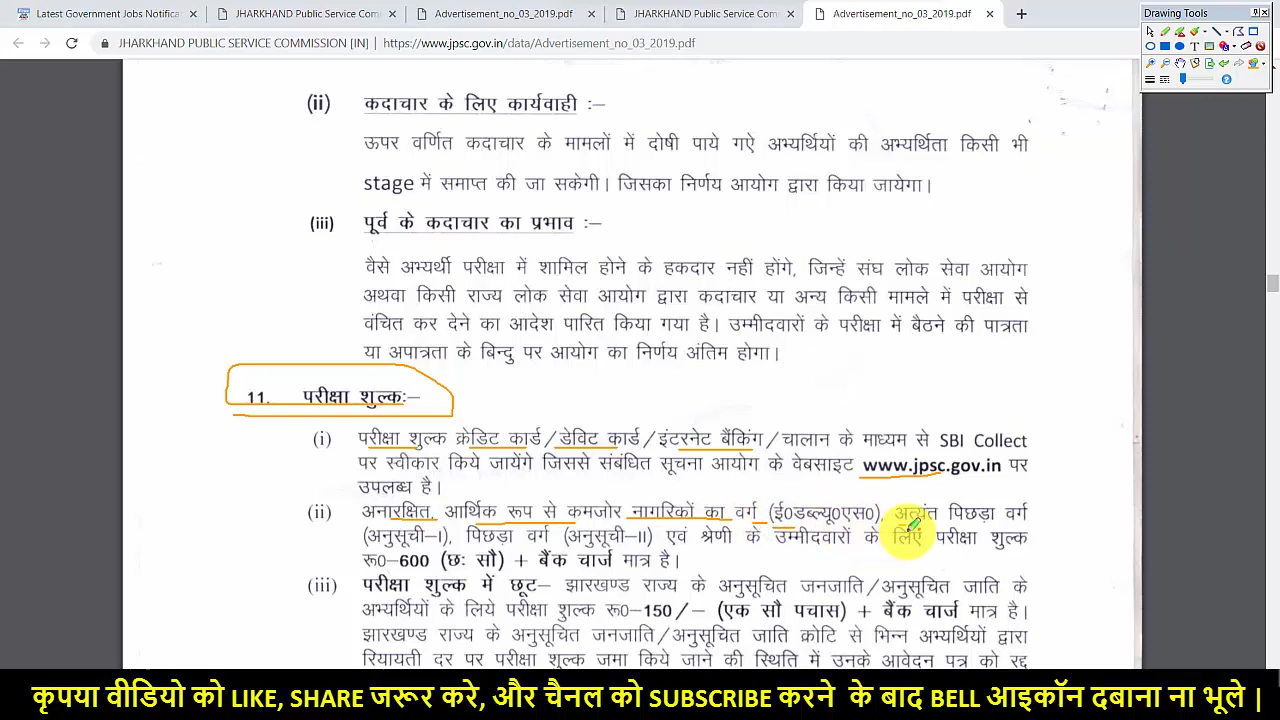 Latest Government Jobs Notifica
JHARKHAND Public Service Com
Advertisement_no_03_2019.pdf
JHARKHAND Public Service Com
Advertisement_no_03_2019.pdf
Drawing Tools
JHARKHAND PUBLIC SERVICE COMMISSION [IN] | https://www.jpsc.gov.in/data/Advertisement_no_03_2019.pdf
(ii) कदाचार के लिए कार्यवाही :–
ऊपर वर्णित कदाचार के मामलों में दोषी पाये गऐ अभ्यर्थियों की अभ्यर्थिता किसी भी
stage में समाप्त की जा सकेगी। जिसका निर्णय आयोग द्वारा किया जायेगा।
(iii) पूर्व के कदाचार का प्रभाव :–
वैसे अभ्यर्थी परीक्षा में शामिल होने के हकदार नहीं होंगे, जिन्हें संघ लोक सेवा आयोग
अथवा किसी राज्य लोक सेवा आयोग द्वारा कदाचार या अन्य किसी मामले में परीक्षा से
वंचित कर देने का आदेश पारित किया गया है। उम्मीदवारों के परीक्षा में बैठने की पात्रता
या अपात्रता के बिन्दु पर आयोग का निर्णय अंतिम होगा।
11. परीक्षा शुल्कः–
(i) परीक्षा शुल्क क्रेडिट कार्ड/डेविट कार्ड/इंटरनेट बैंकिंग/चालान के माध्यम से SBI Collect
पर स्वीकार किये जायेंगे जिससे संबंधित सूचना आयोग के वेबसाइट www.jpsc.gov.in पर
उपलब्ध है।
(ii) अनारक्षित, आर्थिक रूप से कमजोर नागरिकों का वर्ग (ई0डब्ल्यू0एस0), अत्यंत पिछड़ा वर्ग
(अनुसूची–I), पिछड़ा वर्ग (अनुसूची–II) एवं श्रेणी के उम्मीदवारों के लिए परीक्षा शुल्क
रू0–600 (छः सौ) + बैंक चार्ज मात्र है।
(iii) परीक्षा शुल्क में छूट– झारखण्ड राज्य के अनुसूचित जनजाति/अनुसूचित जाति के
अभ्यर्थियों के लिये परीक्षा शुल्क रू0–150/– (एक सौ पचास) + बैंक चार्ज मात्र है।
झारखण्ड राज्य के अनुसूचित जनजाति/अनुसूचित जाति क्रोटि से भिन्न अभ्यर्थियों द्वारा
रियायती दर पर परीक्षा शुल्क जमा किये जाने की स्थिति में उनके आवेदन पत्र को रद्द
कृपया वीडियो को LIKE, SHARE जरूर करे, और चैनल को SUBSCRIBE करने के बाद BELL आइकॉन दबाना ना भूले |